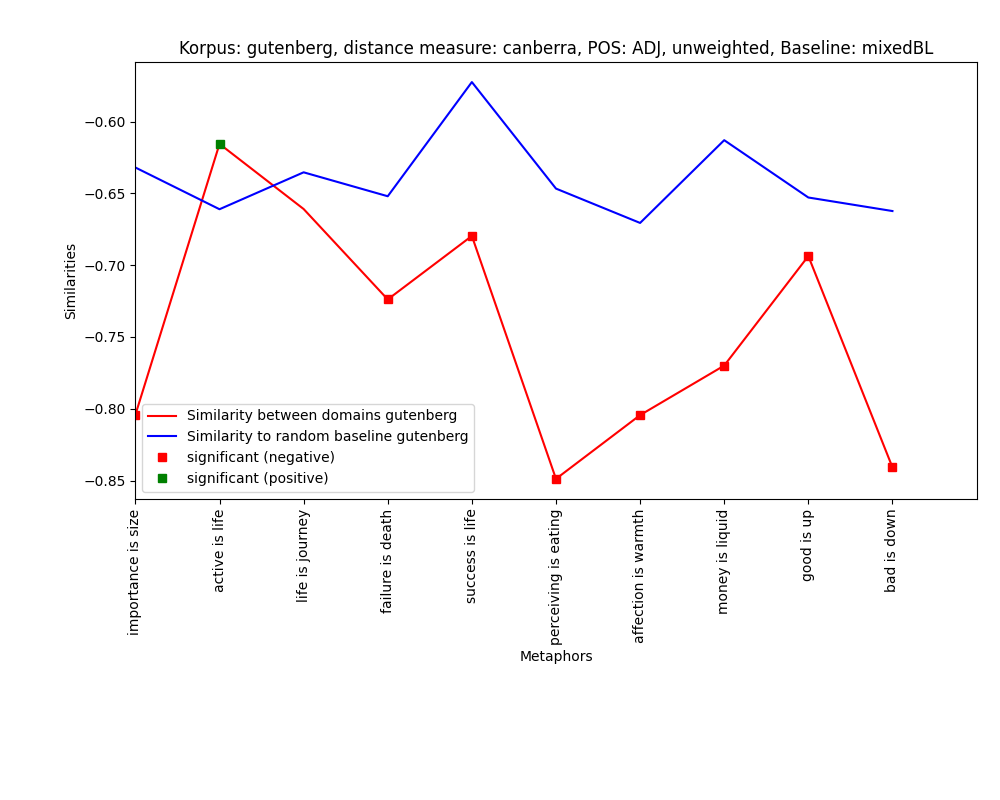 Korpus: gutenberg, distance measure: canberra, POS: ADJ, unweighted, Baseline: mixedBL
Similarities
−0.60
−0.65
−0.70
−0.75
−0.80
−0.85
Similarity between domains gutenberg
Similarity to random baseline gutenberg
significant (negative)
significant (positive)
importance is size
active is life
life is journey
failure is death
success is life
perceiving is eating
affection is warmth
money is liquid
good is up
bad is down
Metaphors